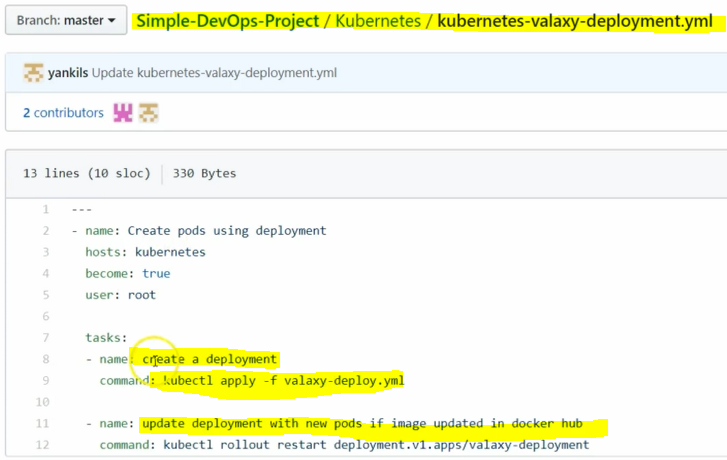 Branch: master Simple-DevOps-Project / Kubernetes / kubernetes-valaxy-deployment.yml
yankils Update kubernetes-valaxy-deployment.yml
2 contributors
13 lines (10 sloc) 330 Bytes
1 ---
2 - name: Create pods using deployment
3 hosts: kubernetes
4 become: true
5 user: root
6
7 tasks:
8 - name: create a deployment
9 command: kubectl apply -f valaxy-deploy.yml
10
11 - name: update deployment with new pods if image updated in docker hub
12 command: kubectl rollout restart deployment.v1.apps/valaxy-deployment